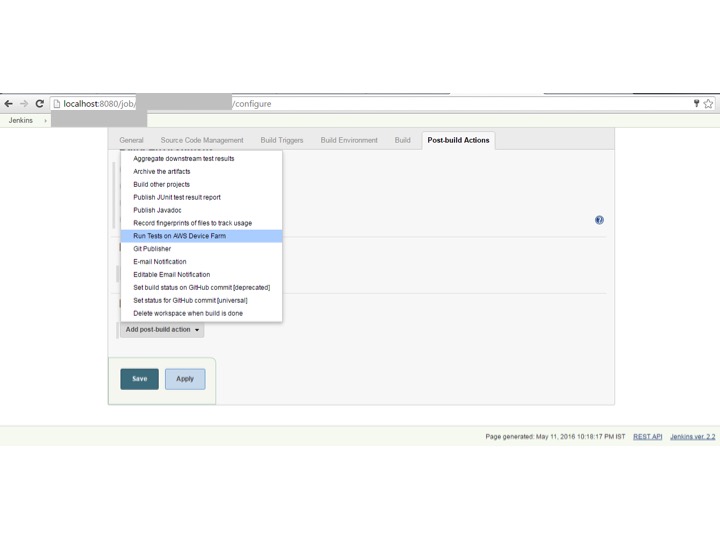 localhost:8080/job/ /configure
Jenkins
General Source Code Management Build Triggers Build Environment Build Post-build Actions
Aggregate downstream test results
Archive the artifacts
Build other projects
Publish JUnit test result report
Publish Javadoc
Record fingerprints of files to track usage
Run Tests on AWS Device Farm
Git Publisher
E-mail Notification
Editable Email Notification
Set build status on GitHub commit [deprecated]
Set status for GitHub commit [universal]
Delete workspace when build is done
Add post-build action
Save Apply
Page generated: May 11, 2016 10:18:17 PM IST REST API Jenkins ver. 2.2